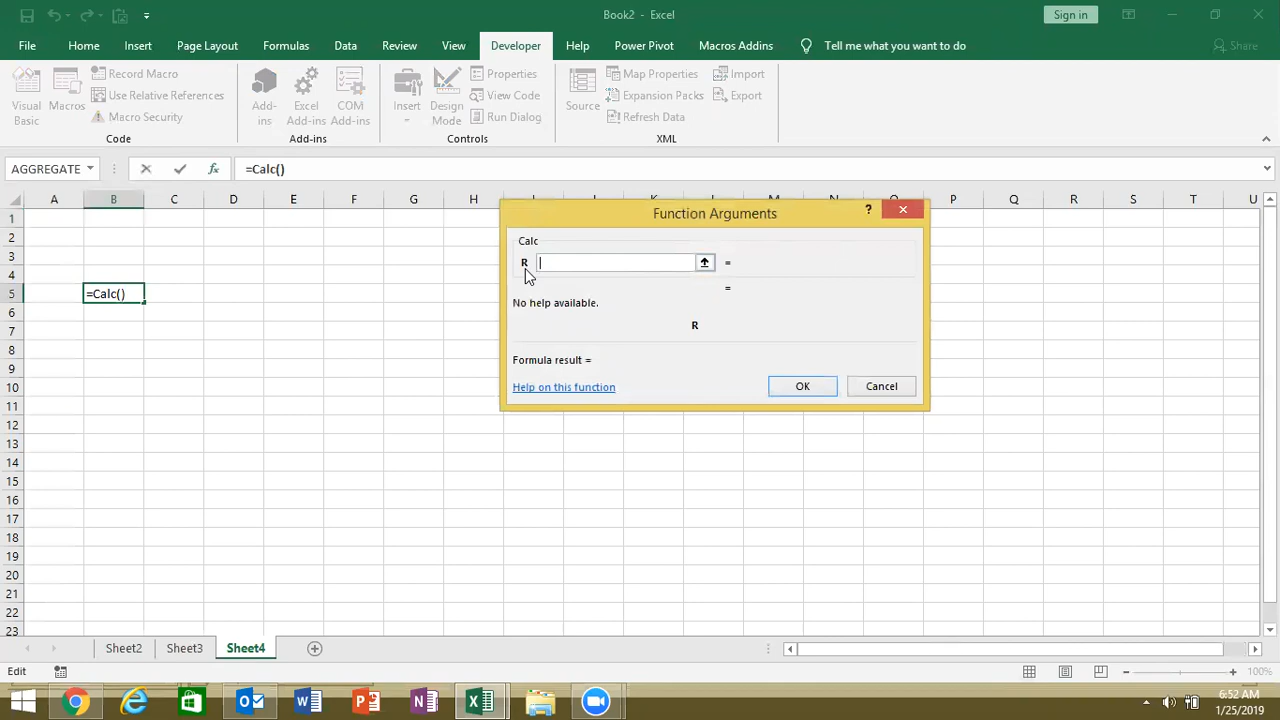 Book2 - Excel
Sign in
File Home Insert Page Layout Formulas Data Review View Developer Help Power Pivot Macros Addins Tell me what you want to do Share
Visual Basic
Macros
Record Macro
Use Relative References
Macro Security
Code
Add-ins
Excel Add-ins
COM Add-ins
Add-ins
Insert
Design Mode
Properties
View Code
Run Dialog
Controls
Source
Map Properties
Expansion Packs
Refresh Data
Import
Export
XML
AGGREGATE
fx
=Calc()
A B C D E F G H I J K L M N O P Q R S T U
1
2
3
4
5 =Calc()
6
7
8
9
10
11
12
13
14
15
16
17
18
19
20
21
22
23
Function Arguments
?
Calc
R =
=
No help available.
R
Formula result =
Help on this function
OK
Cancel
Sheet2 Sheet3 Sheet4
Edit
100%
6:52 AM
1/25/2019